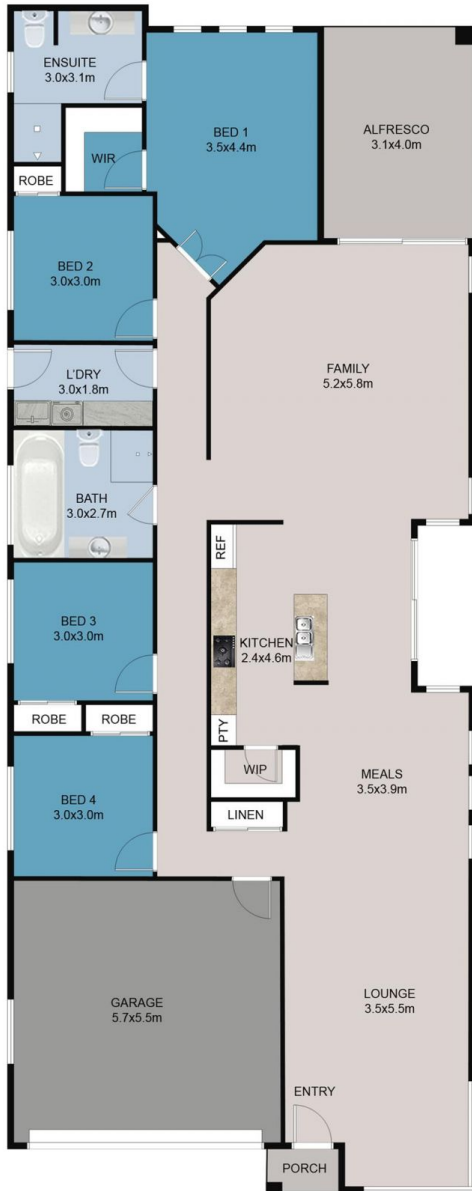 ENSUITE
3.0x3.1m
BED 1
3.5x4.4m
ALFRESCO
3.1x4.0m
WIR
ROBE
BED 2
3.0x3.0m
FAMILY
5.2x5.8m
L'DRY
3.0x1.8m
BATH
3.0x2.7m
REF
BED 3
3.0x3.0m
KITCHEN
2.4x4.6m
ROBE
ROBE
PTY
WIP
MEALS
3.5x3.9m
LINEN
BED 4
3.0x3.0m
GARAGE
5.7x5.5m
LOUNGE
3.5x5.5m
ENTRY
PORCH